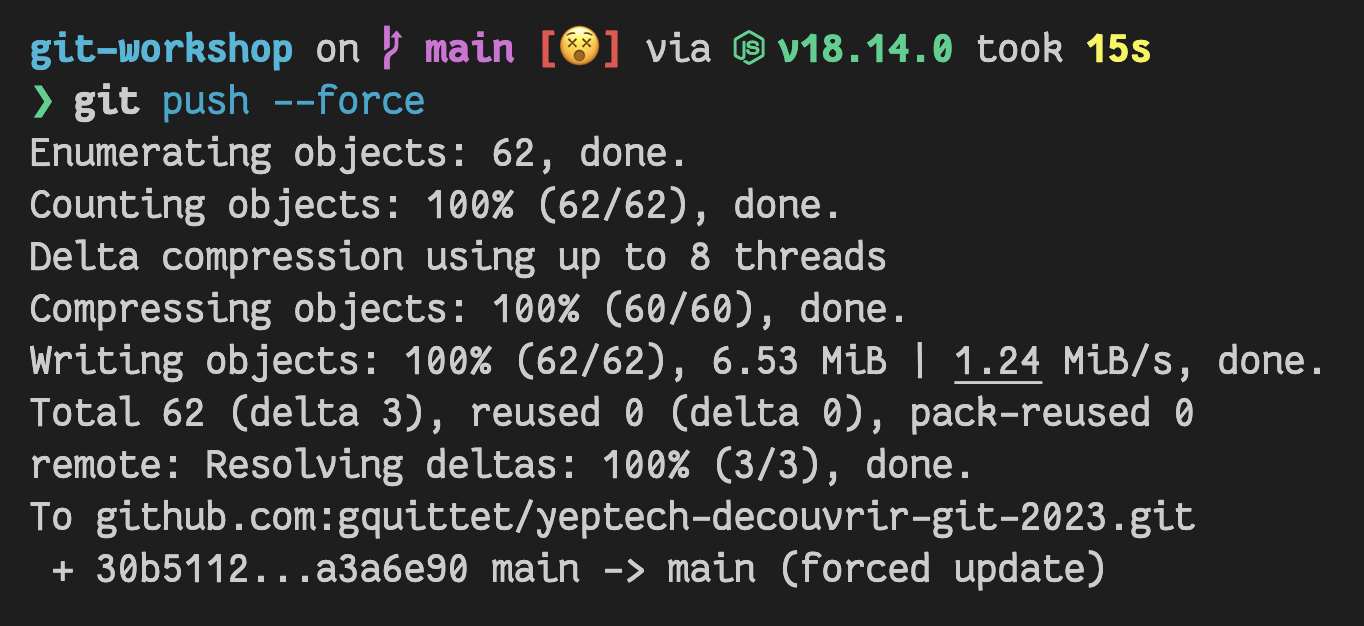 git-workshop on main [😵] via JS v18.14.0 took 15s
❯ git push --force
Enumerating objects: 62, done.
Counting objects: 100% (62/62), done.
Delta compression using up to 8 threads
Compressing objects: 100% (60/60), done.
Writing objects: 100% (62/62), 6.53 MiB | 1.24 MiB/s, done.
Total 62 (delta 3), reused 0 (delta 0), pack-reused 0
remote: Resolving deltas: 100% (3/3), done.
To github.com:gquittet/yeptech-decouvrir-git-2023.git
 + 30b5112...a3a6e90 main -> main (forced update)